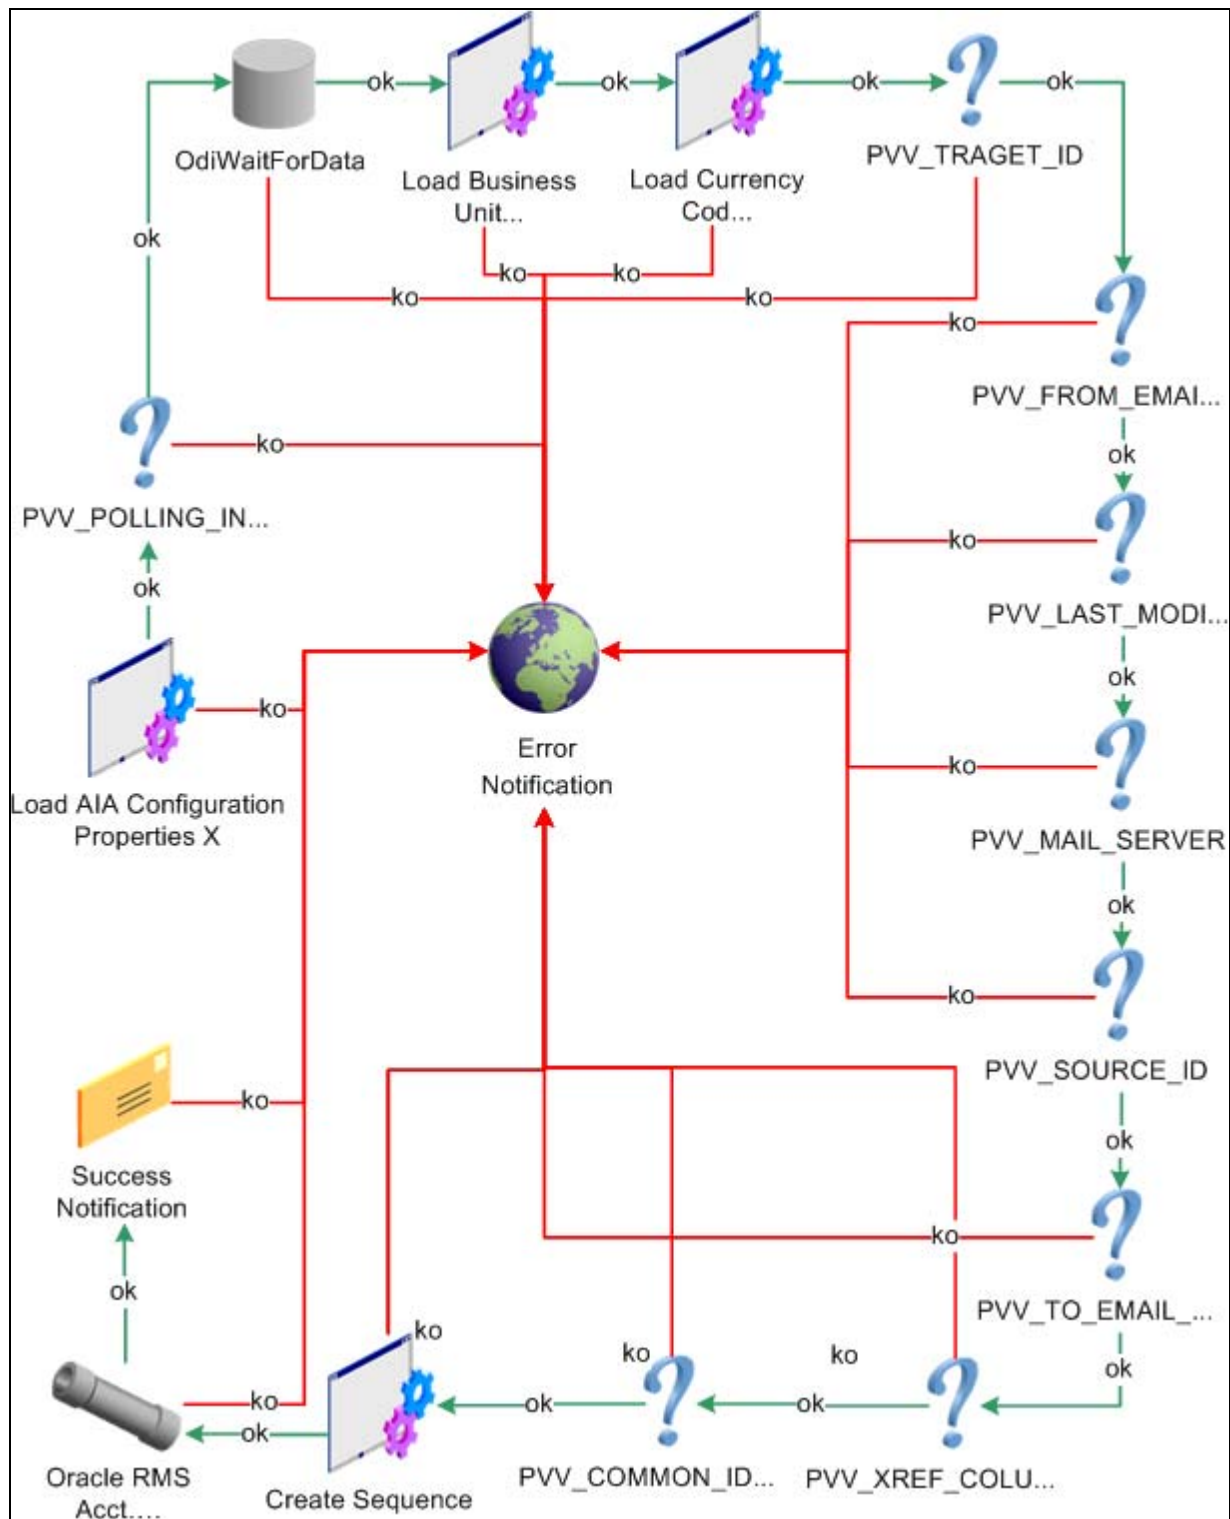 ok
ok
ok
ok
OdiWaitForData
PVV_TRAGET_ID
Load Business
Unit...
Load Currency
Cod...
ok
ko
ko
ko
ko
ko
PVV_FROM_EMAI...
ko
ok
PVV_POLLING_IN...
ko
ok
PVV_LAST_MODI...
ok
ko
Error
Notification
ko
Load AIA Configuration
Properties X
PVV_MAIL_SERVER
ok
ko
PVV_SOURCE_ID
ko
ok
Success
Notification
ko
ok
PVV_TO_EMAIL_...
ko
ko
ko
ok
ko
ok
ok
ok
Oracle RMS
Acct....
Create Sequence
PVV_COMMON_ID...
PVV_XREF_COLU...